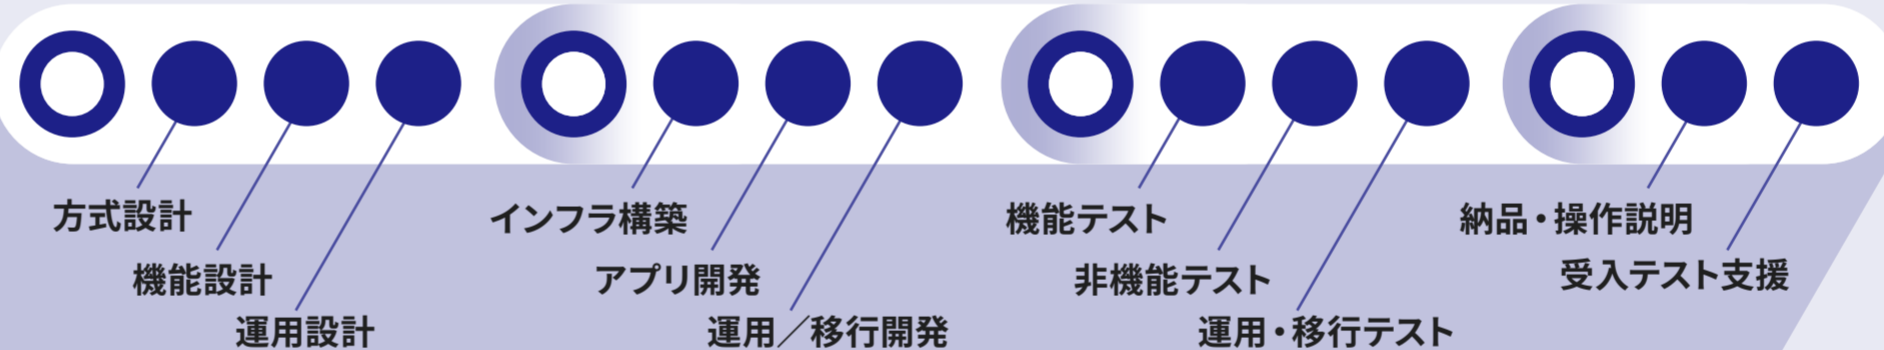 方式設計
機能設計
運用設計
インフラ構築
アプリ開発
運用／移行開発
機能テスト
非機能テスト
運用・移行テスト
納品・操作説明
受入テスト支援